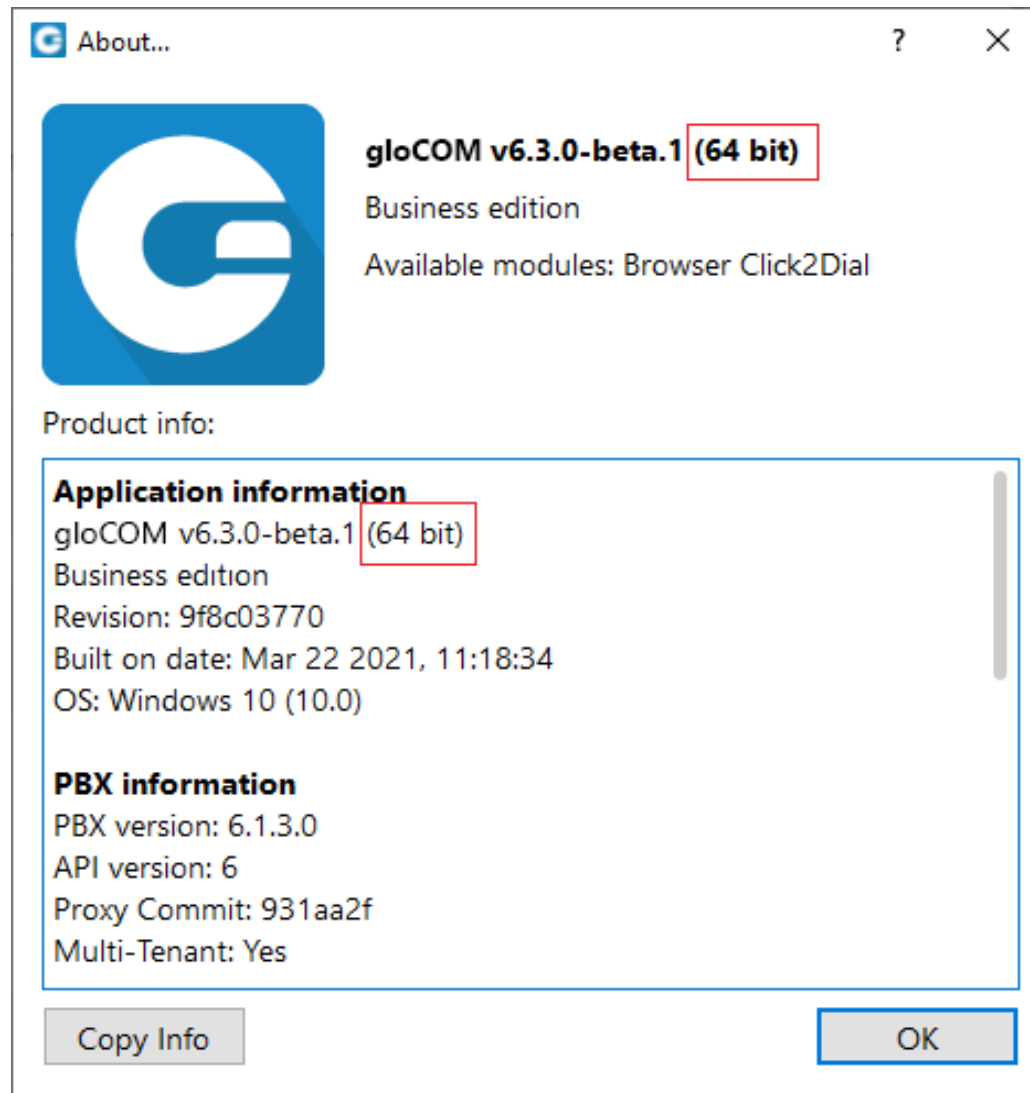 About...
gloCOM v6.3.0-beta.1 (64 bit)
Business edition
Available modules: Browser Click2Dial
Product info:
Application information
gloCOM v6.3.0-beta.1 (64 bit)
Business edition
Revision: 9f8c03770
Built on date: Mar 22 2021, 11:18:34
OS: Windows 10 (10.0)
PBX information
PBX version: 6.1.3.0
API version: 6
Proxy Commit: 931aa2f
Multi-Tenant: Yes
Copy Info
OK